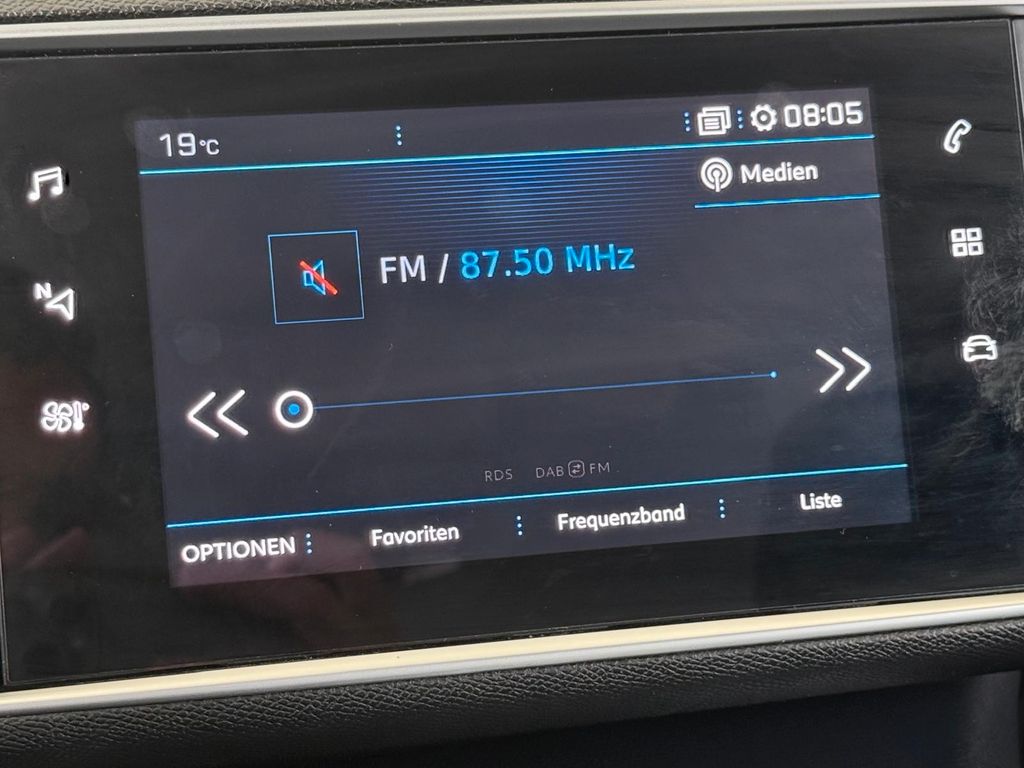 19°C
08:05
Medien
FM / 87.50 MHz
N
RDS DAB FM
OPTIONEN Favoriten Frequenzband Liste